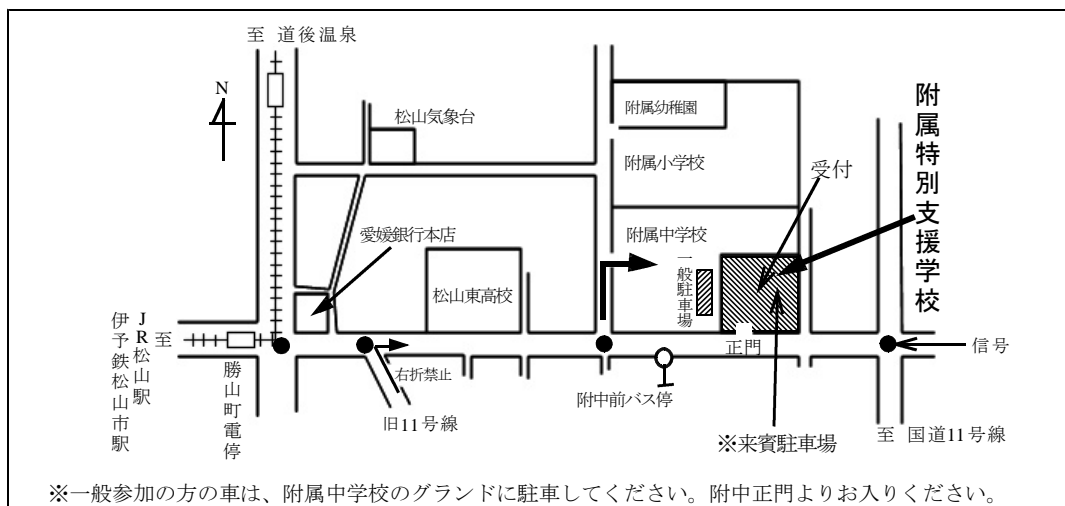 至 道後温泉
N
松山気象台
附属幼稚園
附属小学校
附属特別支援学校
受付
愛媛銀行本店
附属中学校
一般駐車場
松山東高校
JR松山駅
伊予鉄松山市駅
至
勝山町電停
右折禁止
旧11号線
附中前バス停
正門
信号
※来賓駐車場
至 国道11号線
※一般参加の方の車は、附属中学校のグランドに駐車してください。附中正門よりお入りください。